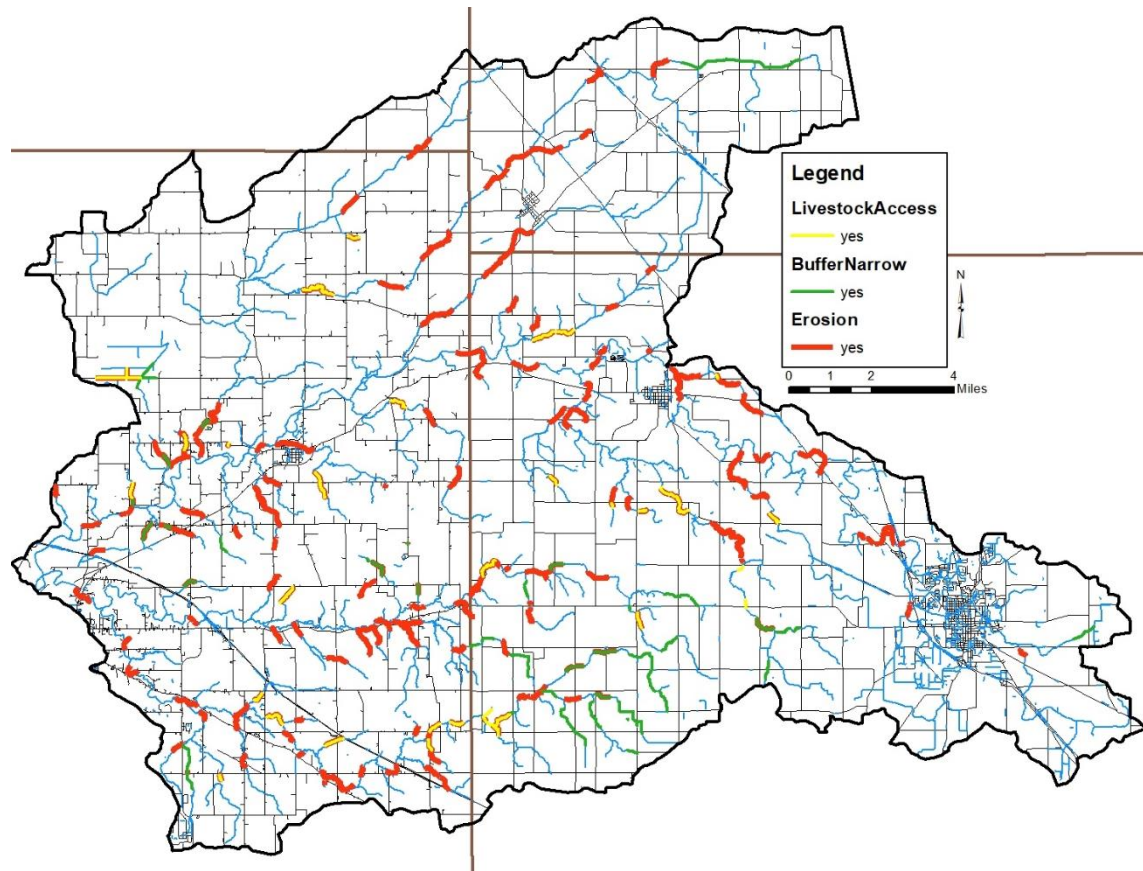 Legend
LivestockAccess
yes
BufferNarrow
yes
Erosion
yes
N
0 1 2 4
Miles